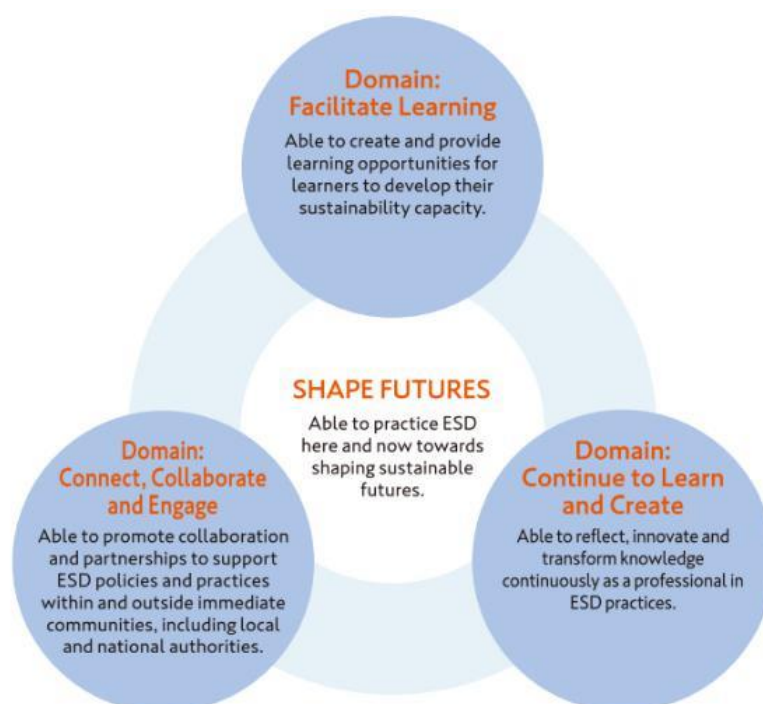 Domain:
Facilitate Learning
Able to create and provide
learning opportunities for
learners to develop their
sustainability capacity.
SHAPE FUTURES
Able to practice ESD
here and now towards
shaping sustainable
futures.
Domain:
Connect, Collaborate
and Engage
Able to promote collaboration
and partnerships to support
ESD policies and practices
within and outside immediate
communities, including local
and national authorities.
Domain:
Continue to Learn
and Create
Able to reflect, innovate and
transform knowledge
continuously as a professional in
ESD practices.